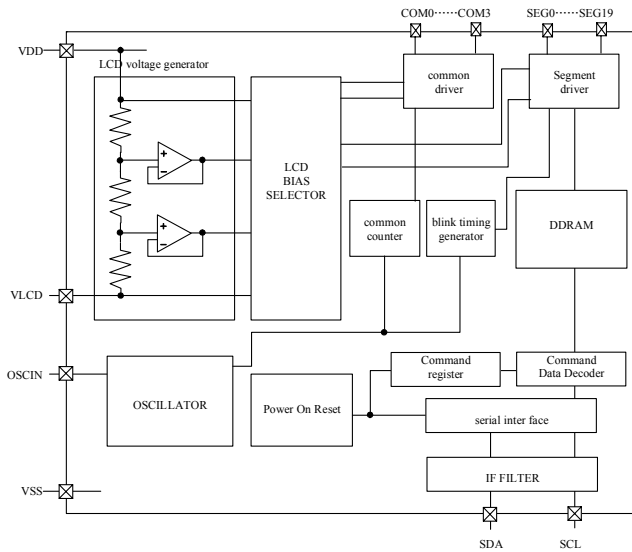 COM0⋯⋯COM3 SEG0⋯⋯SEG19
VDD
LCD voltage generator
common
driver
Segment
driver
+
−
LCD
BIAS
SELECTOR
common
counter
blink timing
generator
DDRAM
+
−
VLCD
OSCIN
OSCILLATOR
Power On Reset
Command
register
Command
Data Decoder
serial inter face
IF FILTER
VSS
SDA SCL